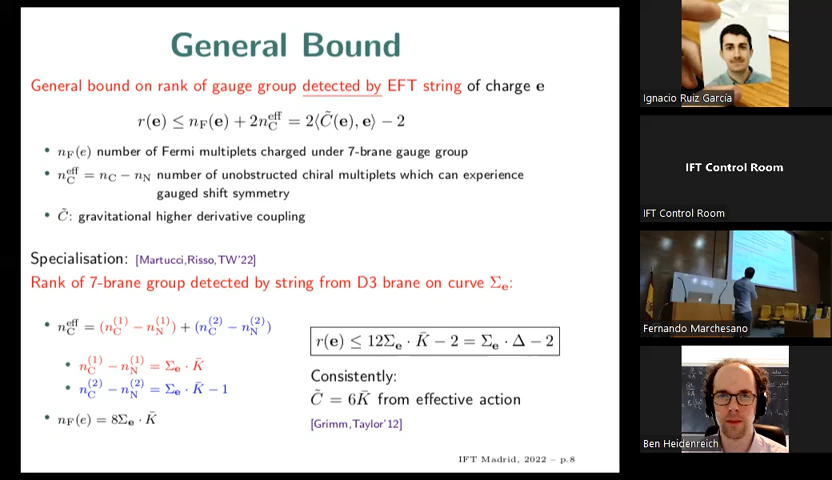 General Bound
General bound on rank of gauge group detected by EFT string of charge e
r(e) ≤ n_F(e) + 2n_C^eff = 2⟨C̃(e), e⟩ − 2
• n_F(e) number of Fermi multiplets charged under 7-brane gauge group
• n_C^eff = n_C − n_N number of unobstructed chiral multiplets which can experience
gauged shift symmetry
• C̃: gravitational higher derivative coupling
Specialisation: [Martucci,Risso,TW'22]
Rank of 7-brane group detected by string from D3 brane on curve Σ_e:
• n_C^eff = (n_C^(1) − n_N^(1)) + (n_C^(2) − n_N^(2))
• n_C^(1) − n_N^(1) = Σ_e · K̄
• n_C^(2) − n_N^(2) = Σ_e · K̄ − 1
• n_F(e) = 8Σ_e · K̄
r(e) ≤ 12Σ_e · K̄ − 2 = Σ_e · Δ − 2
Consistently:
C̃ = 6K̄ from effective action
[Grimm,Taylor'12]
IFT Madrid, 2022 – p.8
Ignacio Ruiz García
IFT Control Room
IFT Control Room
Fernando Marchesano
Ben Heidenreich